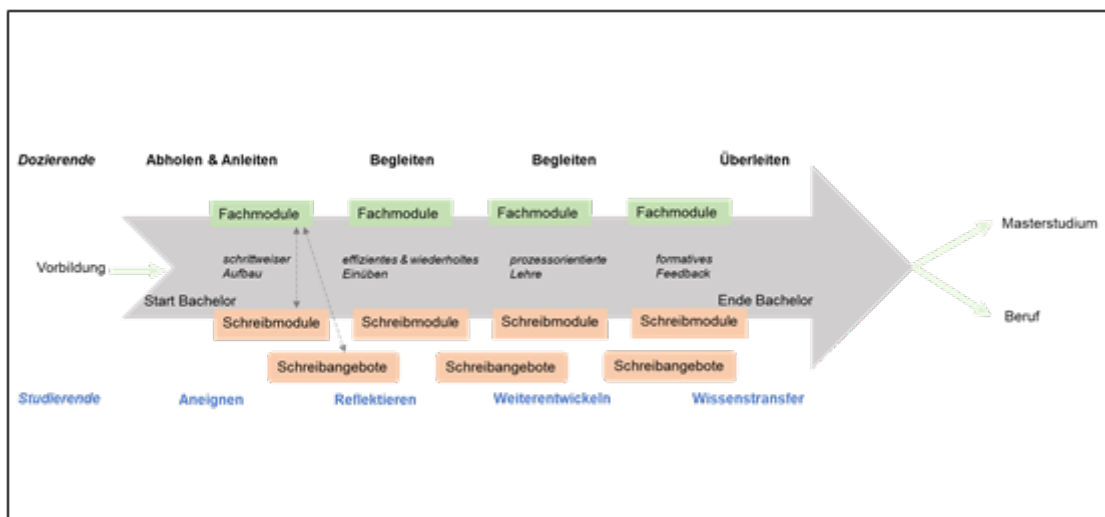 Dozierende Abholen & Anleiten Begleiten Begleiten Überleiten
Fachmodule Fachmodule Fachmodule Fachmodule
Masterstudium
schrittweiser effizientes & wiederholtes prozessorientierte formatives
Vorbildung
Aufbau Einüben Lehre Feedback
Start Bachelor Ende Bachelor
Beruf
Schreibmodule Schreibmodule Schreibmodule Schreibmodule
Schreibangebote Schreibangebote Schreibangebote
Studierende Aneignen Reflektieren Weiterentwickeln Wissenstransfer